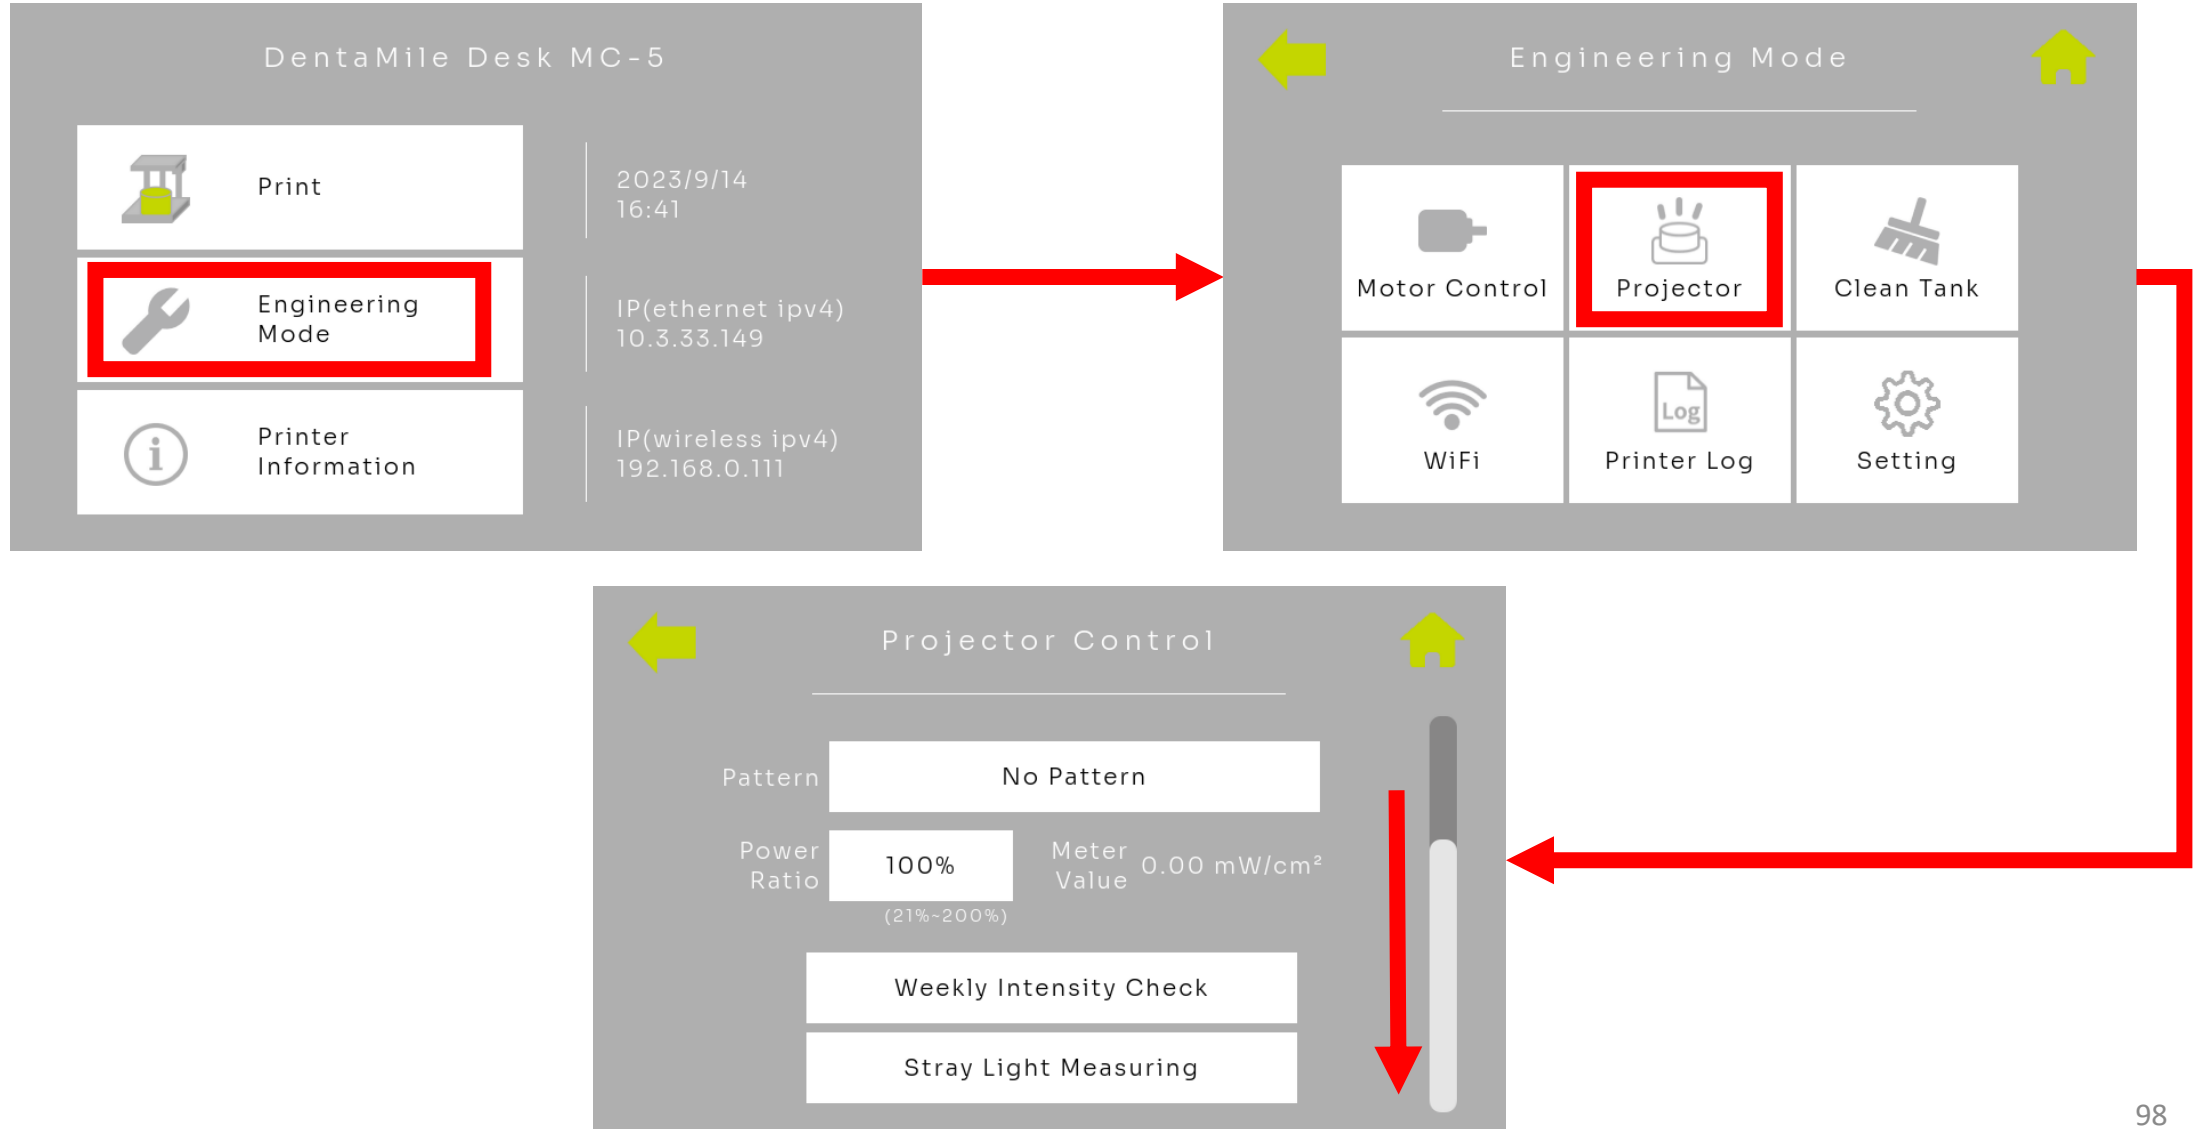 DentaMile Desk MC-5
Print
2023/9/14
16:41
Engineering
Mode
IP(ethernet ipv4)
10.3.33.149
Printer
Information
IP(wireless ipv4)
192.168.0.111
Engineering Mode
Motor Control
Projector
Clean Tank
WiFi
Log
Printer Log
Setting
Projector Control
Pattern
No Pattern
Power
Ratio
100%
(21%~200%)
Meter
Value
0.00 mW/cm²
Weekly Intensity Check
Stray Light Measuring
98